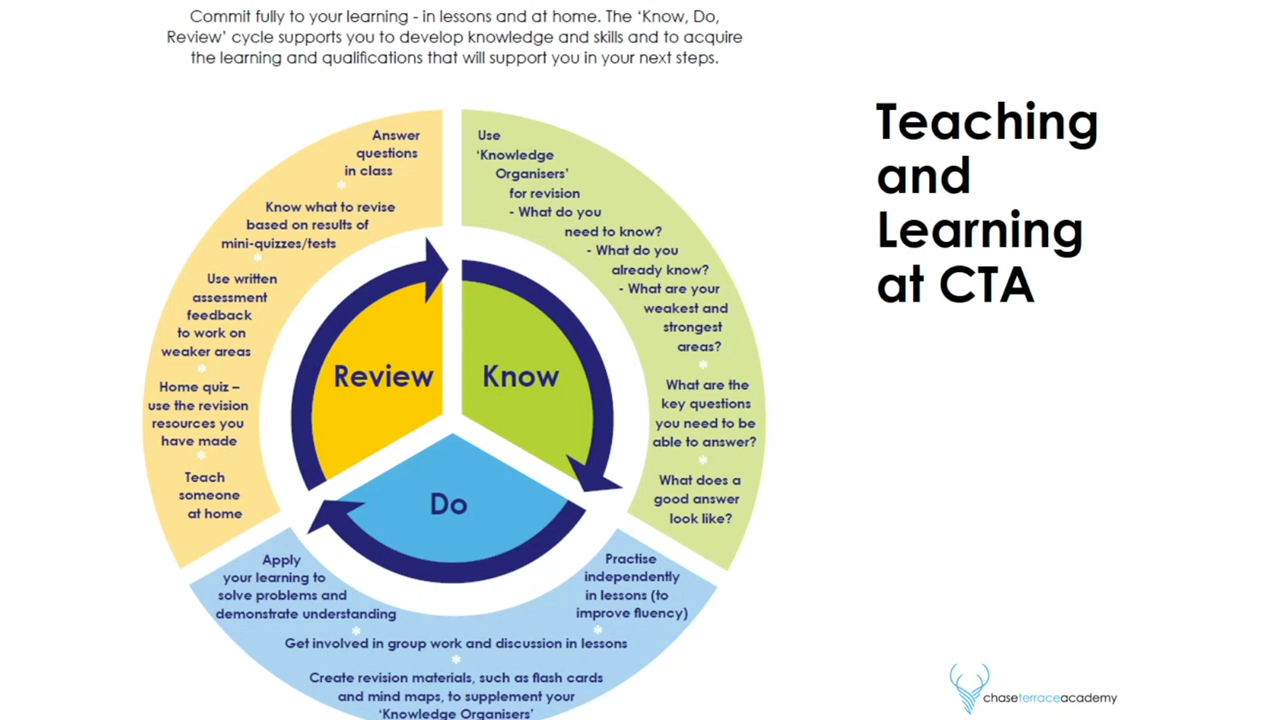 Commit fully to your learning - in lessons and at home. The ‘Know, Do,
Review’ cycle supports you to develop knowledge and skills and to acquire
the learning and qualifications that will support you in your next steps.
Teaching
and
Learning
at CTA
Know
Use
‘Knowledge
Organisers’
for revision
- What do you
need to know?
- What do you
already know?
- What are your
weakest and
strongest
areas?
*
What are the
key questions
you need to be
able to answer?
*
What does a
good answer
look like?
Do
Practise
independently
in lessons (to
improve fluency)
*
Apply
your learning to
solve problems and
demonstrate understanding
*
Get involved in group work and discussion in lessons
*
Create revision materials, such as flash cards
and mind maps, to supplement your
‘Knowledge Organisers’
Review
Answer
questions
in class
*
Know what to revise
based on results of
mini-quizzes/tests
*
Use written
assessment
feedback
to work on
weaker areas
*
Home quiz –
use the revision
resources you
have made
*
Teach
someone
at home
chaseterraceacademy